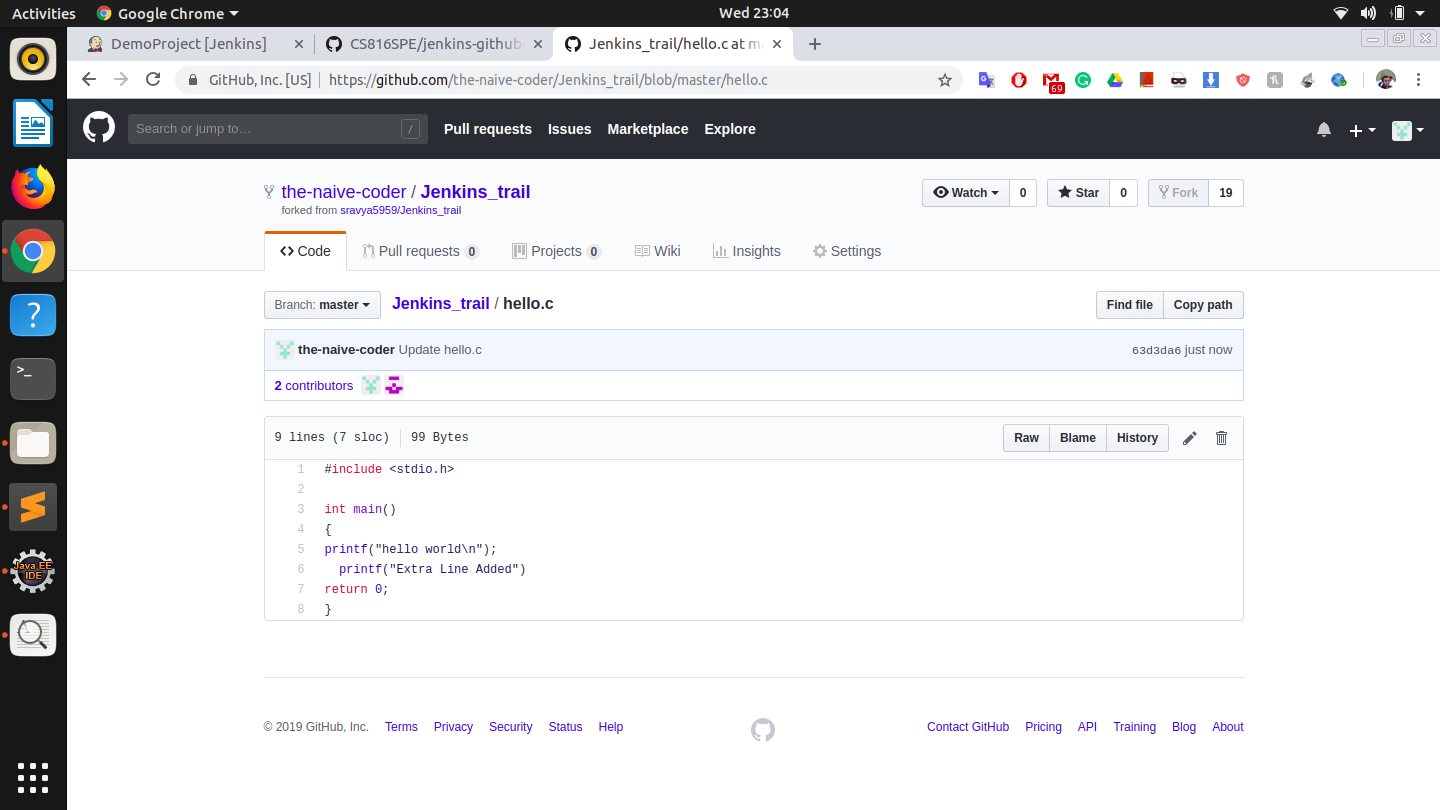 Activities Google Chrome Wed 23:04
DemoProject [Jenkins] CS816SPE/jenkins-github Jenkins_trail/hello.c at m
GitHub, Inc. [US] https://github.com/the-naive-coder/Jenkins_trail/blob/master/hello.c 69
Search or jump to… / Pull requests Issues Marketplace Explore
the-naive-coder / Jenkins_trail Watch 0 Star 0 Fork 19
forked from sravya5959/Jenkins_trail
Code Pull requests 0 Projects 0 Wiki Insights Settings
Branch: master Jenkins_trail / hello.c Find file Copy path
the-naive-coder Update hello.c 63d3da6 just now
2 contributors
9 lines (7 sloc) 99 Bytes Raw Blame History
1 #include <stdio.h>
2
3 int main()
4 {
5 printf("hello world\n");
6 printf("Extra Line Added")
7 return 0;
8 }
© 2019 GitHub, Inc. Terms Privacy Security Status Help Contact GitHub Pricing API Training Blog About
?
>_
Java EE
IDE